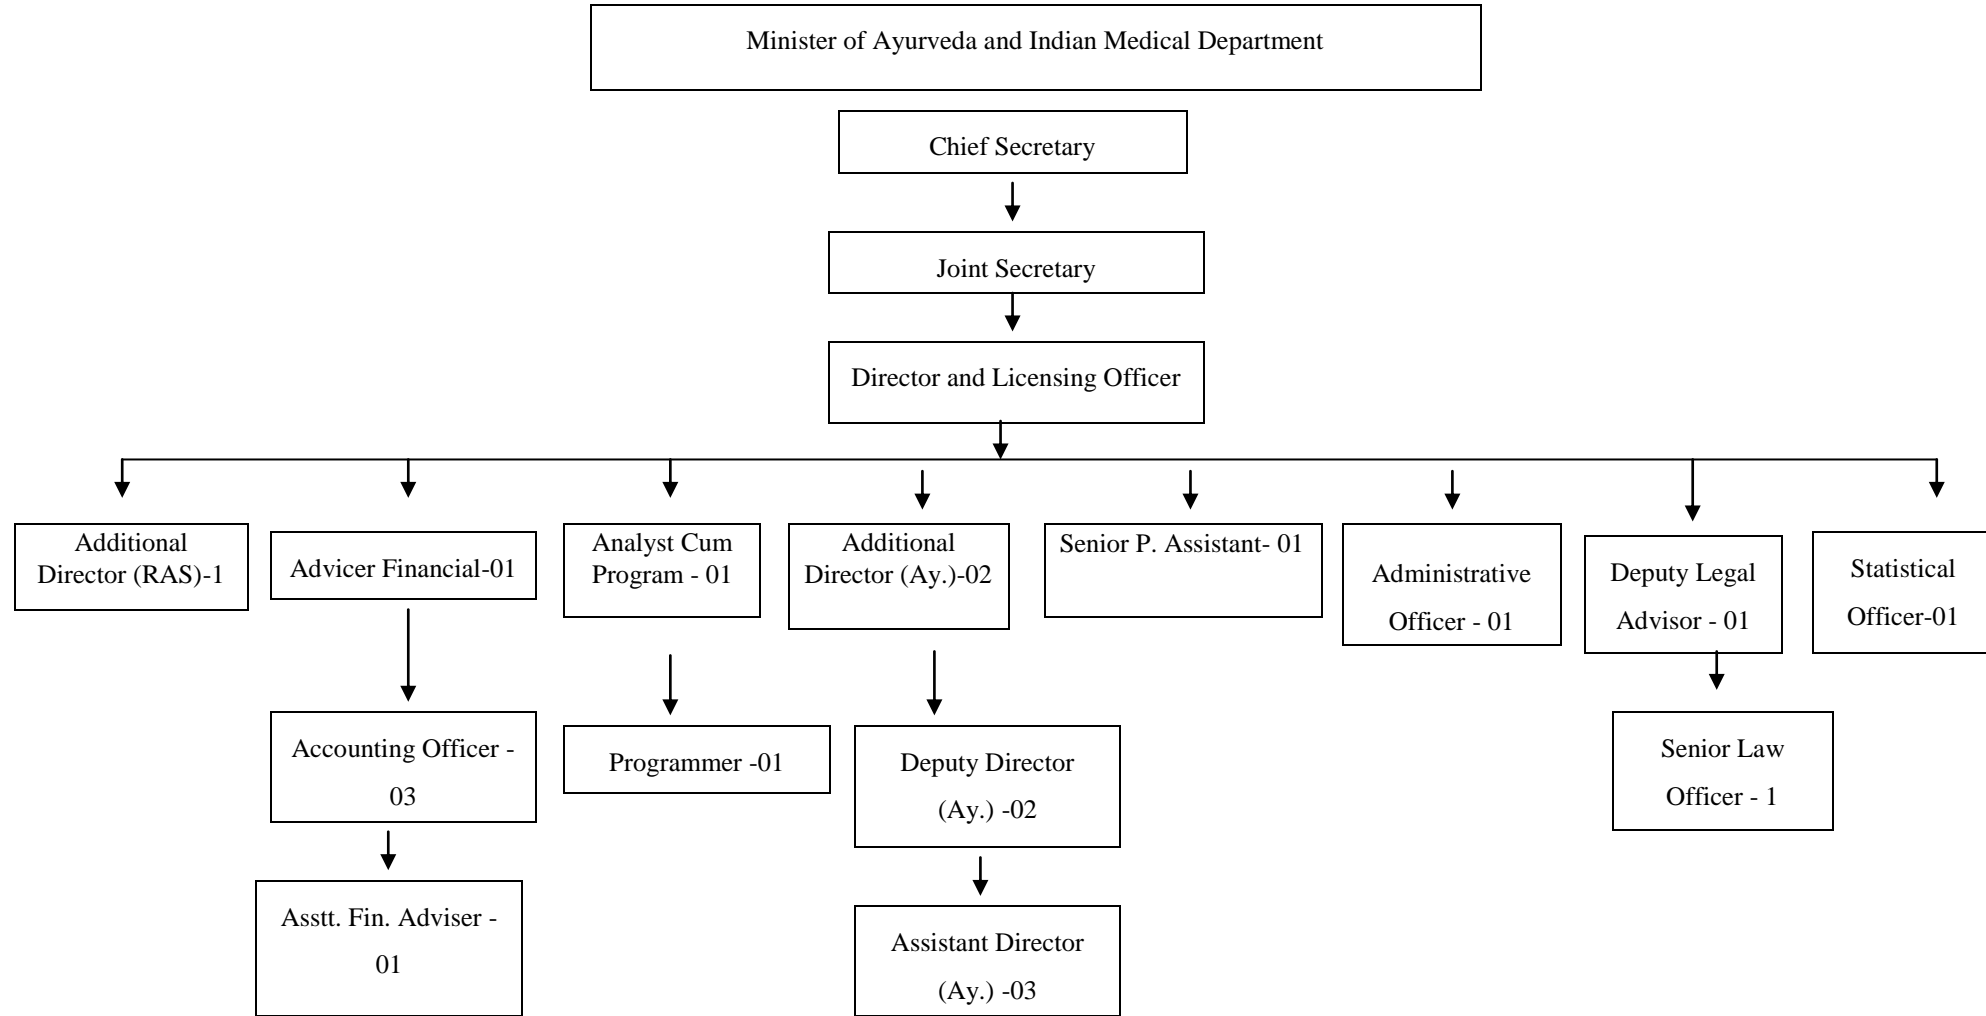 Minister of Ayurveda and Indian Medical Department
Chief Secretary
Joint Secretary
Director and Licensing Officer
Additional
Director (RAS)-1
Advicer Financial-01
Analyst Cum
Program - 01
Additional
Director (Ay.)-02
Senior P. Assistant- 01
Administrative
Officer - 01
Deputy Legal
Advisor - 01
Statistical
Officer-01
Accounting Officer -
03
Programmer -01
Deputy Director
(Ay.) -02
Senior Law
Officer - 1
Asstt. Fin. Adviser -
01
Assistant Director
(Ay.) -03